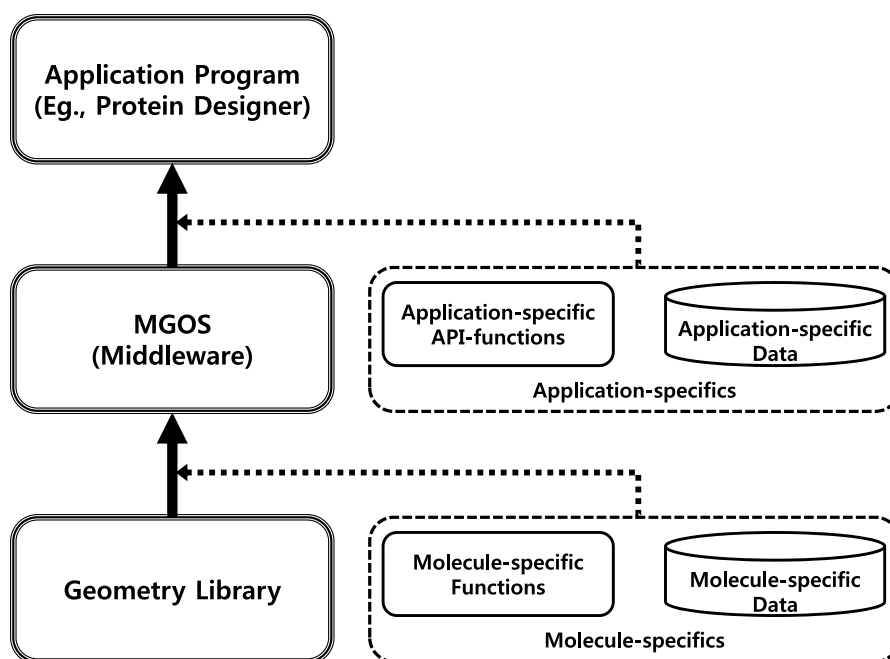 Application Program
(Eg., Protein Designer)
MGOS
(Middleware)
Application-specific
API-functions
Application-specific
Data
Application-specifics
Geometry Library
Molecule-specific
Functions
Molecule-specific
Data
Molecule-specifics